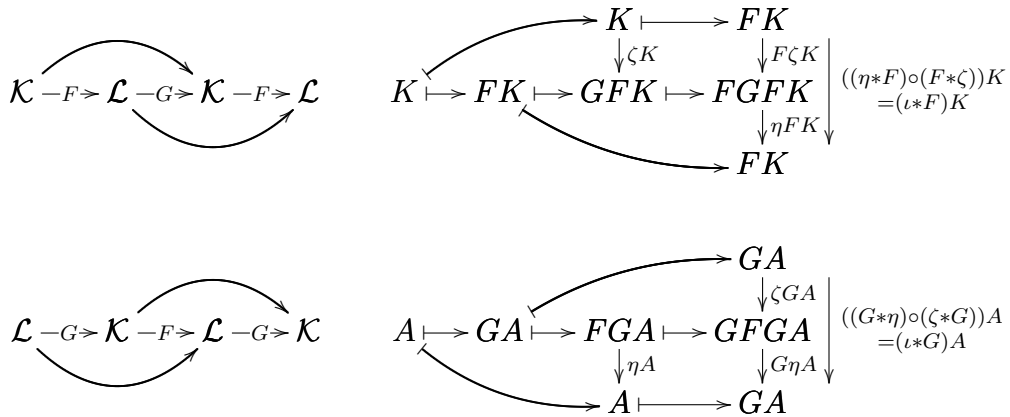 K FK
ζK FζK
𝒦 F ℒ G 𝒦 F ℒ K FK GFK FGFK ((η*F)∘(F*ζ))K
=(ι*F)K
ηFK
FK
GA
ζGA
ℒ G 𝒦 F ℒ G 𝒦 A GA FGA GFGA ((G*η)∘(ζ*G))A
=(ι*G)A
ηA GηA
A GA